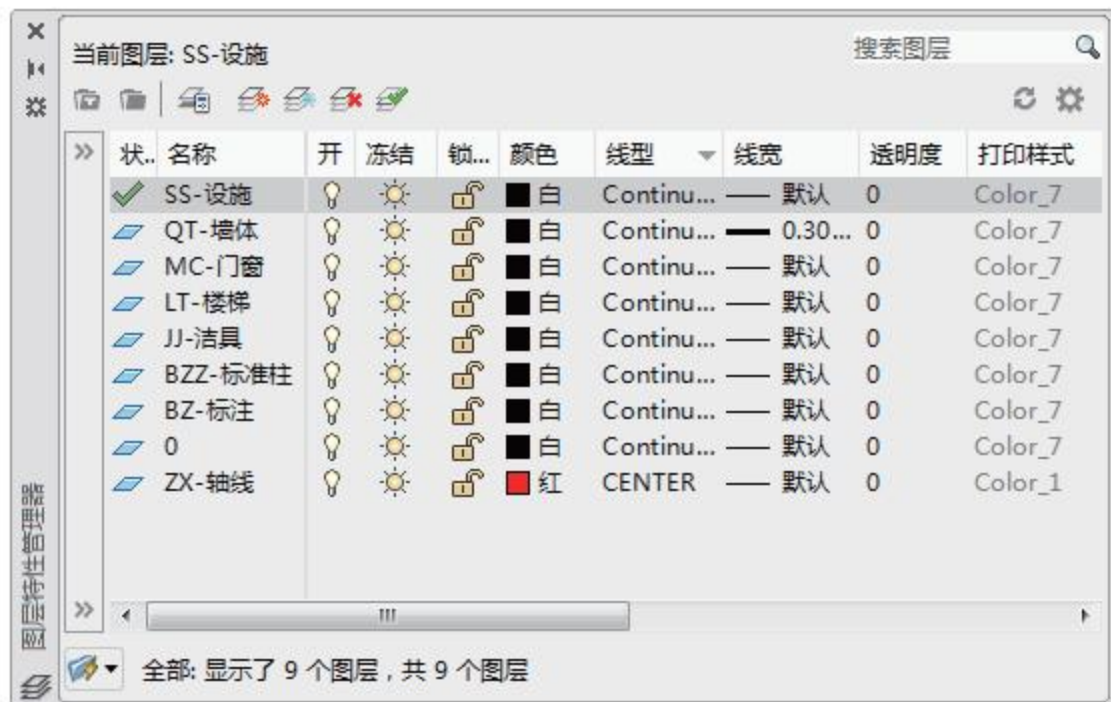 当前图层: SS-设施
搜索图层
状.. 名称 开 冻结 锁... 颜色 线型 线宽 透明度 打印样式
SS-设施 白 Continu... 默认 0 Color_7
QT-墙体 白 Continu... 0.30... 0 Color_7
MC-门窗 白 Continu... 默认 0 Color_7
LT-楼梯 白 Continu... 默认 0 Color_7
JJ-洁具 白 Continu... 默认 0 Color_7
BZZ-标准柱 白 Continu... 默认 0 Color_7
BZ-标注 白 Continu... 默认 0 Color_7
0 白 Continu... 默认 0 Color_7
ZX-轴线 红 CENTER 默认 0 Color_1
图层特性管理器
全部: 显示了 9 个图层 , 共 9 个图层